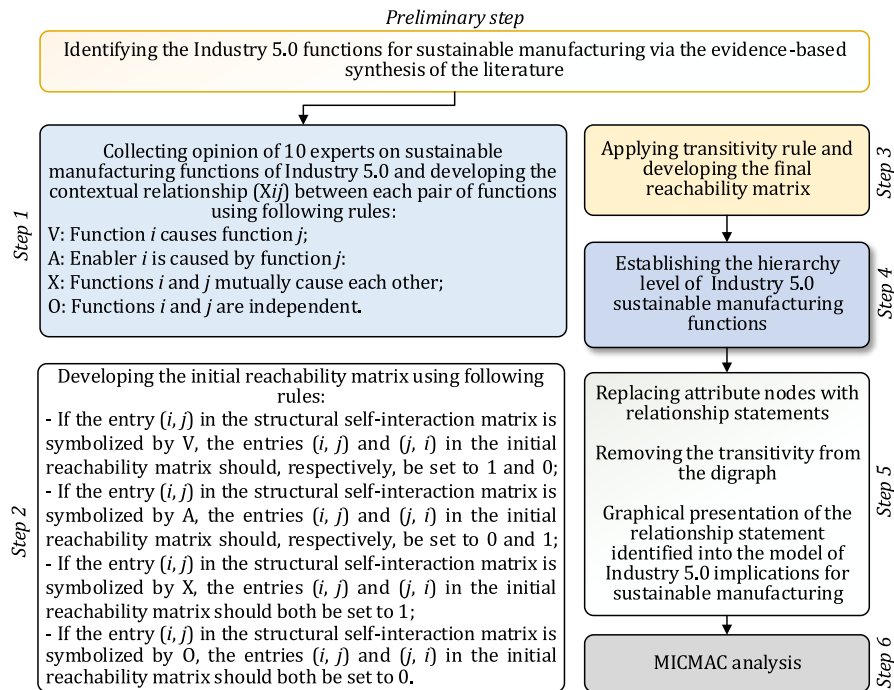 Preliminary step
Identifying the Industry 5.0 functions for sustainable manufacturing via the evidence-based
synthesis of the literature
Step 1
Collecting opinion of 10 experts on sustainable
manufacturing functions of Industry 5.0 and developing the
contextual relationship (Xij) between each pair of functions
using following rules:
V: Function i causes function j;
A: Enabler i is caused by function j:
X: Functions i and j mutually cause each other;
O: Functions i and j are independent.
Step 2
Developing the initial reachability matrix using following
rules:
- If the entry (i, j) in the structural self-interaction matrix is
symbolized by V, the entries (i, j) and (j, i) in the initial
reachability matrix should, respectively, be set to 1 and 0;
- If the entry (i, j) in the structural self-interaction matrix is
symbolized by A, the entries (i, j) and (j, i) in the initial
reachability matrix should, respectively, be set to 0 and 1;
- If the entry (i, j) in the structural self-interaction matrix is
symbolized by X, the entries (i, j) and (j, i) in the initial
reachability matrix should both be set to 1;
- If the entry (i, j) in the structural self-interaction matrix is
symbolized by O, the entries (i, j) and (j, i) in the initial
reachability matrix should both be set to 0.
Applying transitivity rule and
developing the final
reachability matrix
Step 3
Establishing the hierarchy
level of Industry 5.0
sustainable manufacturing
functions
Step 4
Replacing attribute nodes with
relationship statements
Removing the transitivity from
the digraph
Graphical presentation of the
relationship statement
identified into the model of
Industry 5.0 implications for
sustainable manufacturing
Step 5
MICMAC analysis
Step 6